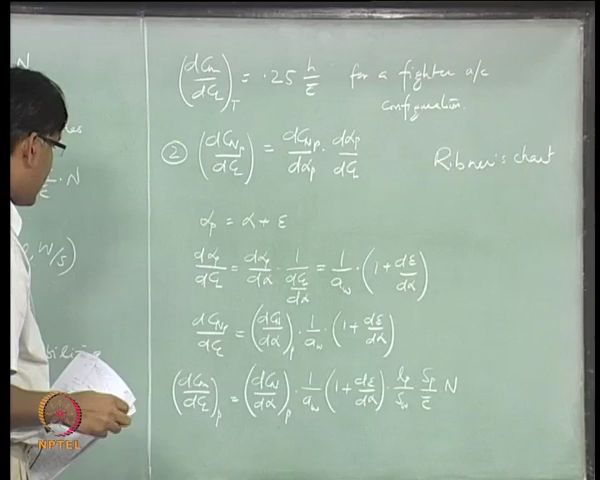 N
(dCm/dCL)_T = .25 h/c̄ for a fighter a/c
configuration.
② (dCNp/dCL) = dCNp/dαp · dαp/dCL
Ribner's chart
αp = α + ε
dαp/dCL = dαp/dα · 1/(dCL/dα) = 1/aw · (1 + dε/dα)
dCNp/dCL = (dCN/dα)p · 1/aw · (1 + dε/dα)
(dCm/dCL)p = (dCN/dα)p · 1/aw (1 + dε/dα) · lp/Sw Sp/c̄ N
c̄ · N
W/S)
NPTEL